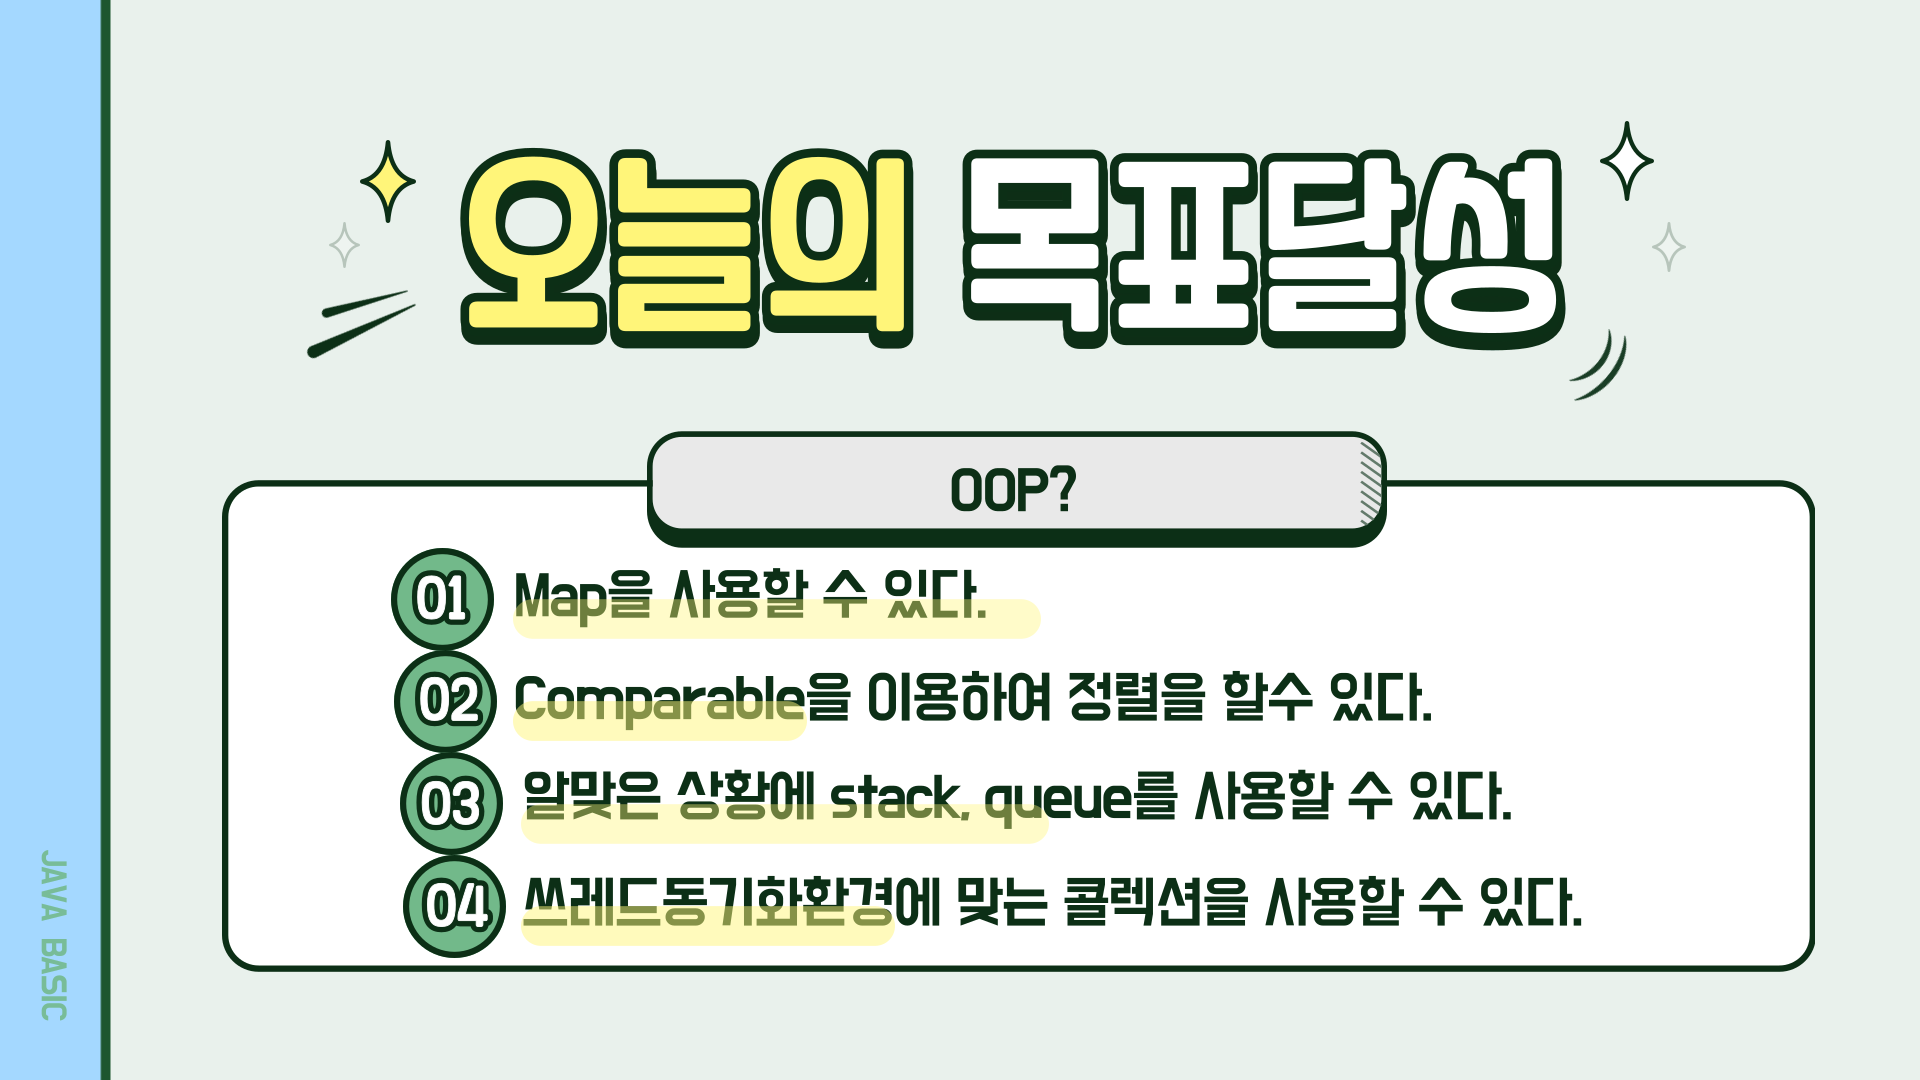 오늘의 목표달성
OOP?
01 Map을 사용할 수 있다.
02 Comparable을 이용하여 정렬을 할수 있다.
03 알맞은 상황에 stack, queue를 사용할 수 있다.
04 쓰레드동기화환경에 맞는 콜렉션을 사용할 수 있다.
JAVA BASIC